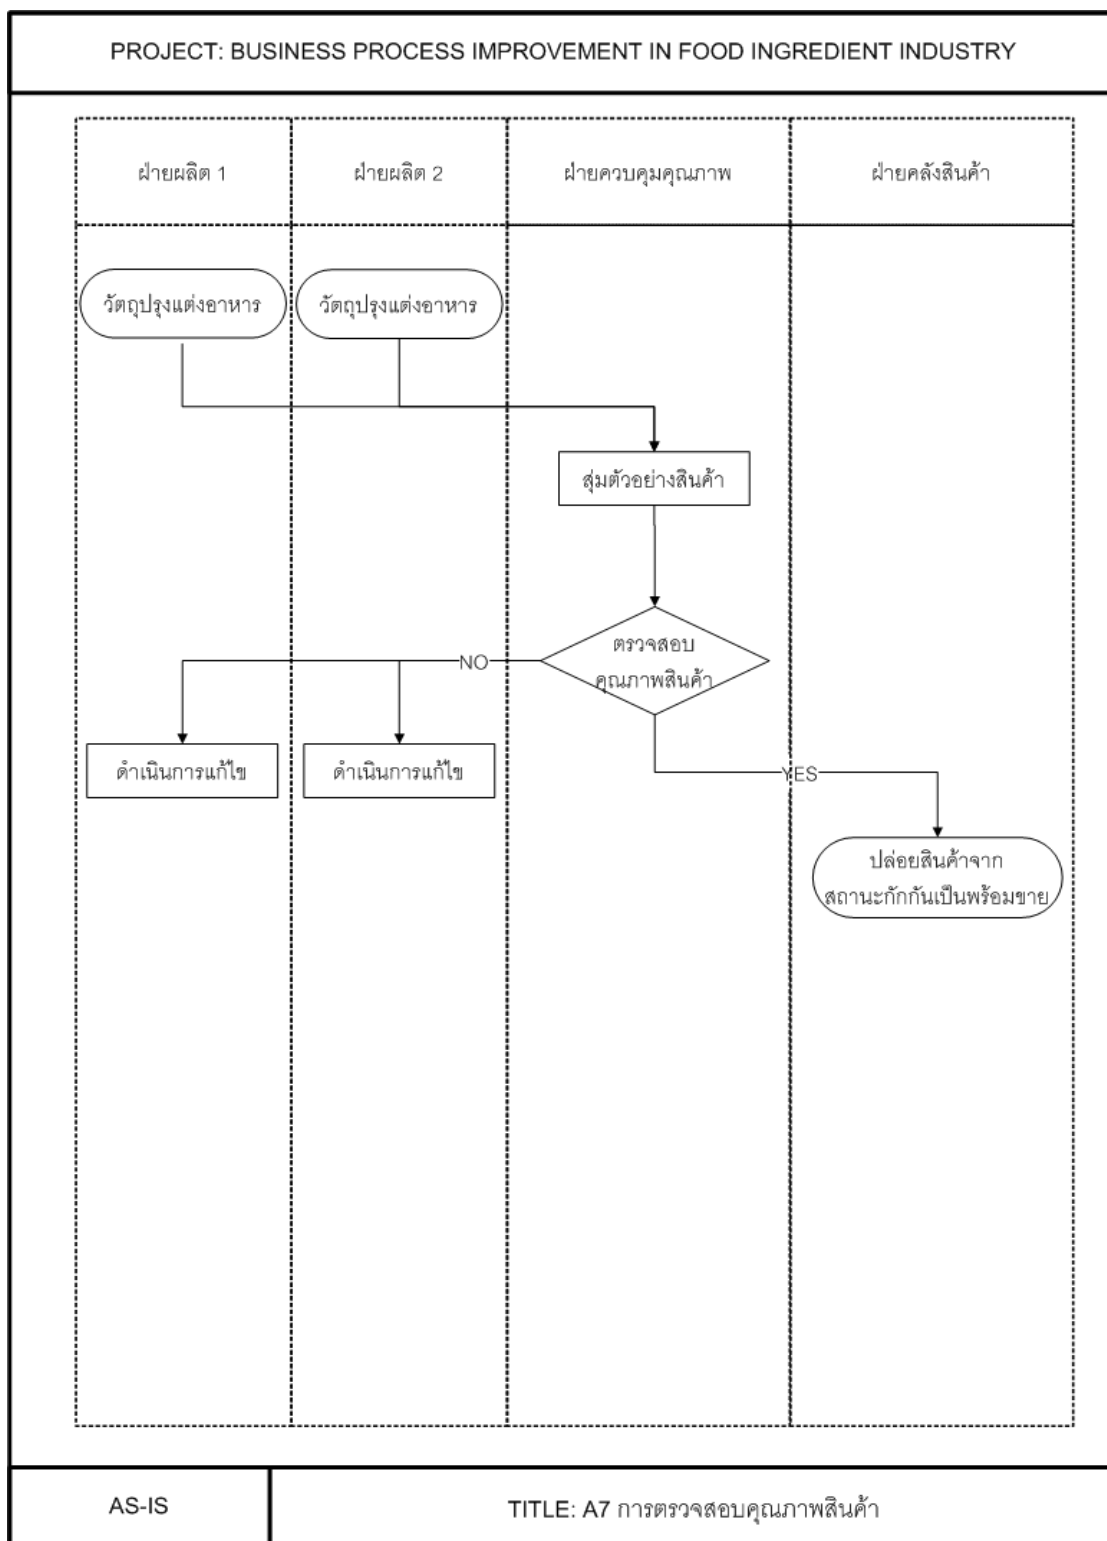 PROJECT: BUSINESS PROCESS IMPROVEMENT IN FOOD INGREDIENT INDUSTRY
ฝ่ายผลิต 1
ฝ่ายผลิต 2
ฝ่ายควบคุมคุณภาพ
ฝ่ายคลังสินค้า
วัตถุปรุงแต่งอาหาร
วัตถุปรุงแต่งอาหาร
สุ่มตัวอย่างสินค้า
ตรวจสอบ
คุณภาพสินค้า
NO
ดำเนินการแก้ไข
ดำเนินการแก้ไข
YES
ปล่อยสินค้าจาก
สถานะกักกันเป็นพร้อมขาย
AS-IS
TITLE: A7 การตรวจสอบคุณภาพสินค้า